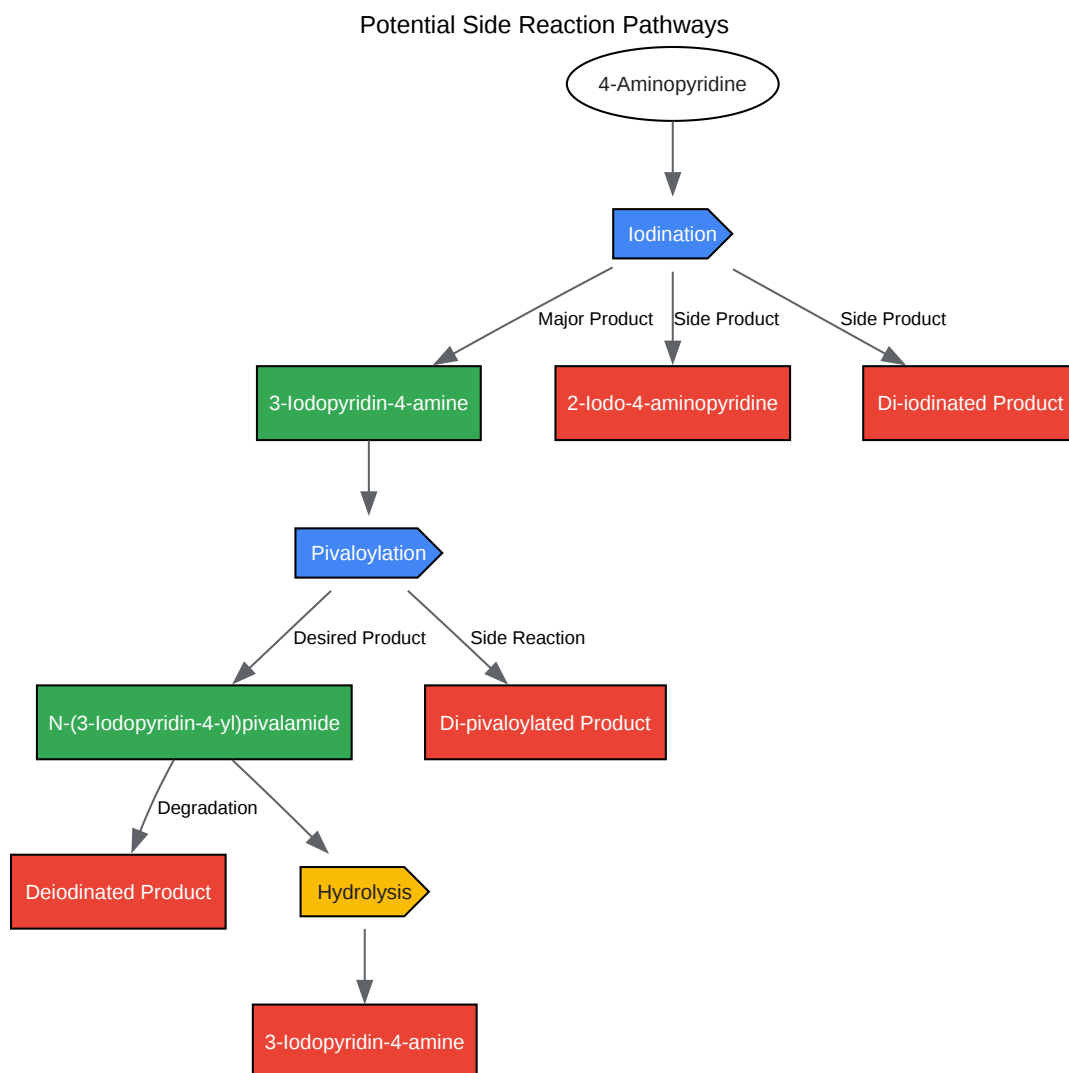 Potential Side Reaction Pathways
4-Aminopyridine
Iodination
Major Product
Side Product
Side Product
3-Iodopyridin-4-amine
2-Iodo-4-aminopyridine
Di-iodinated Product
Pivaloylation
Desired Product
Side Reaction
N-(3-Iodopyridin-4-yl)pivalamide
Di-pivaloylated Product
Degradation
Deiodinated Product
Hydrolysis
3-Iodopyridin-4-amine